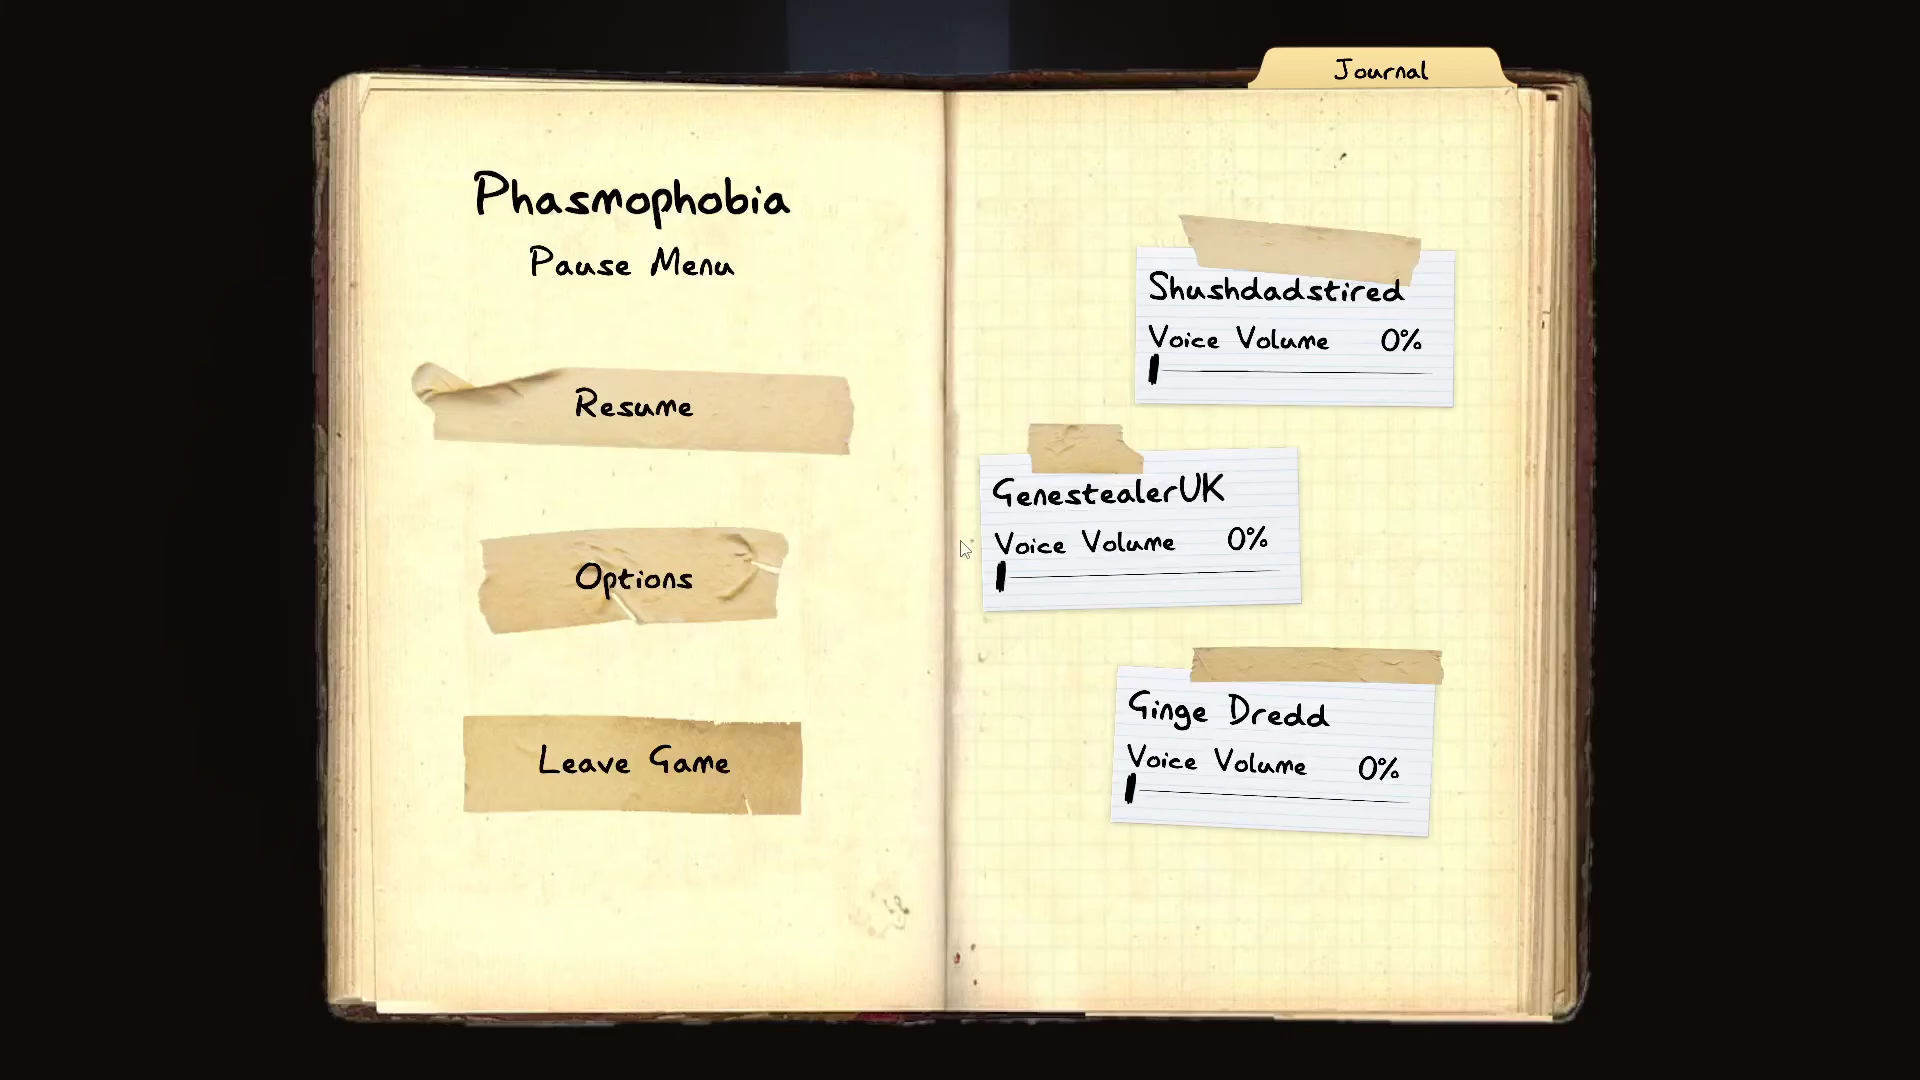 Journal
Phasmophobia
Pause Menu
Resume
Options
Leave Game
Shushdadstired
Voice Volume 0%
GenestealerUK
Voice Volume 0%
Ginge Dredd
Voice Volume 0%